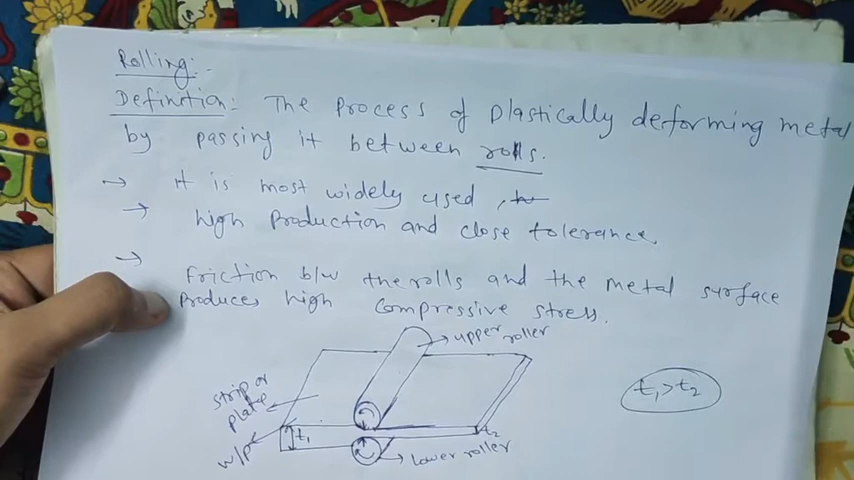 Rolling:-
Definition: The process of plastically deforming metal
by passing it between rolls.
→ it is most widely used,
→ high production and close tolerance.
→ Friction b/w the rolls and the metal surface
produces high compressive stress.
upper roller
strip or
plate
t₁>t₂
t₁
t₂
w/p
lower roller